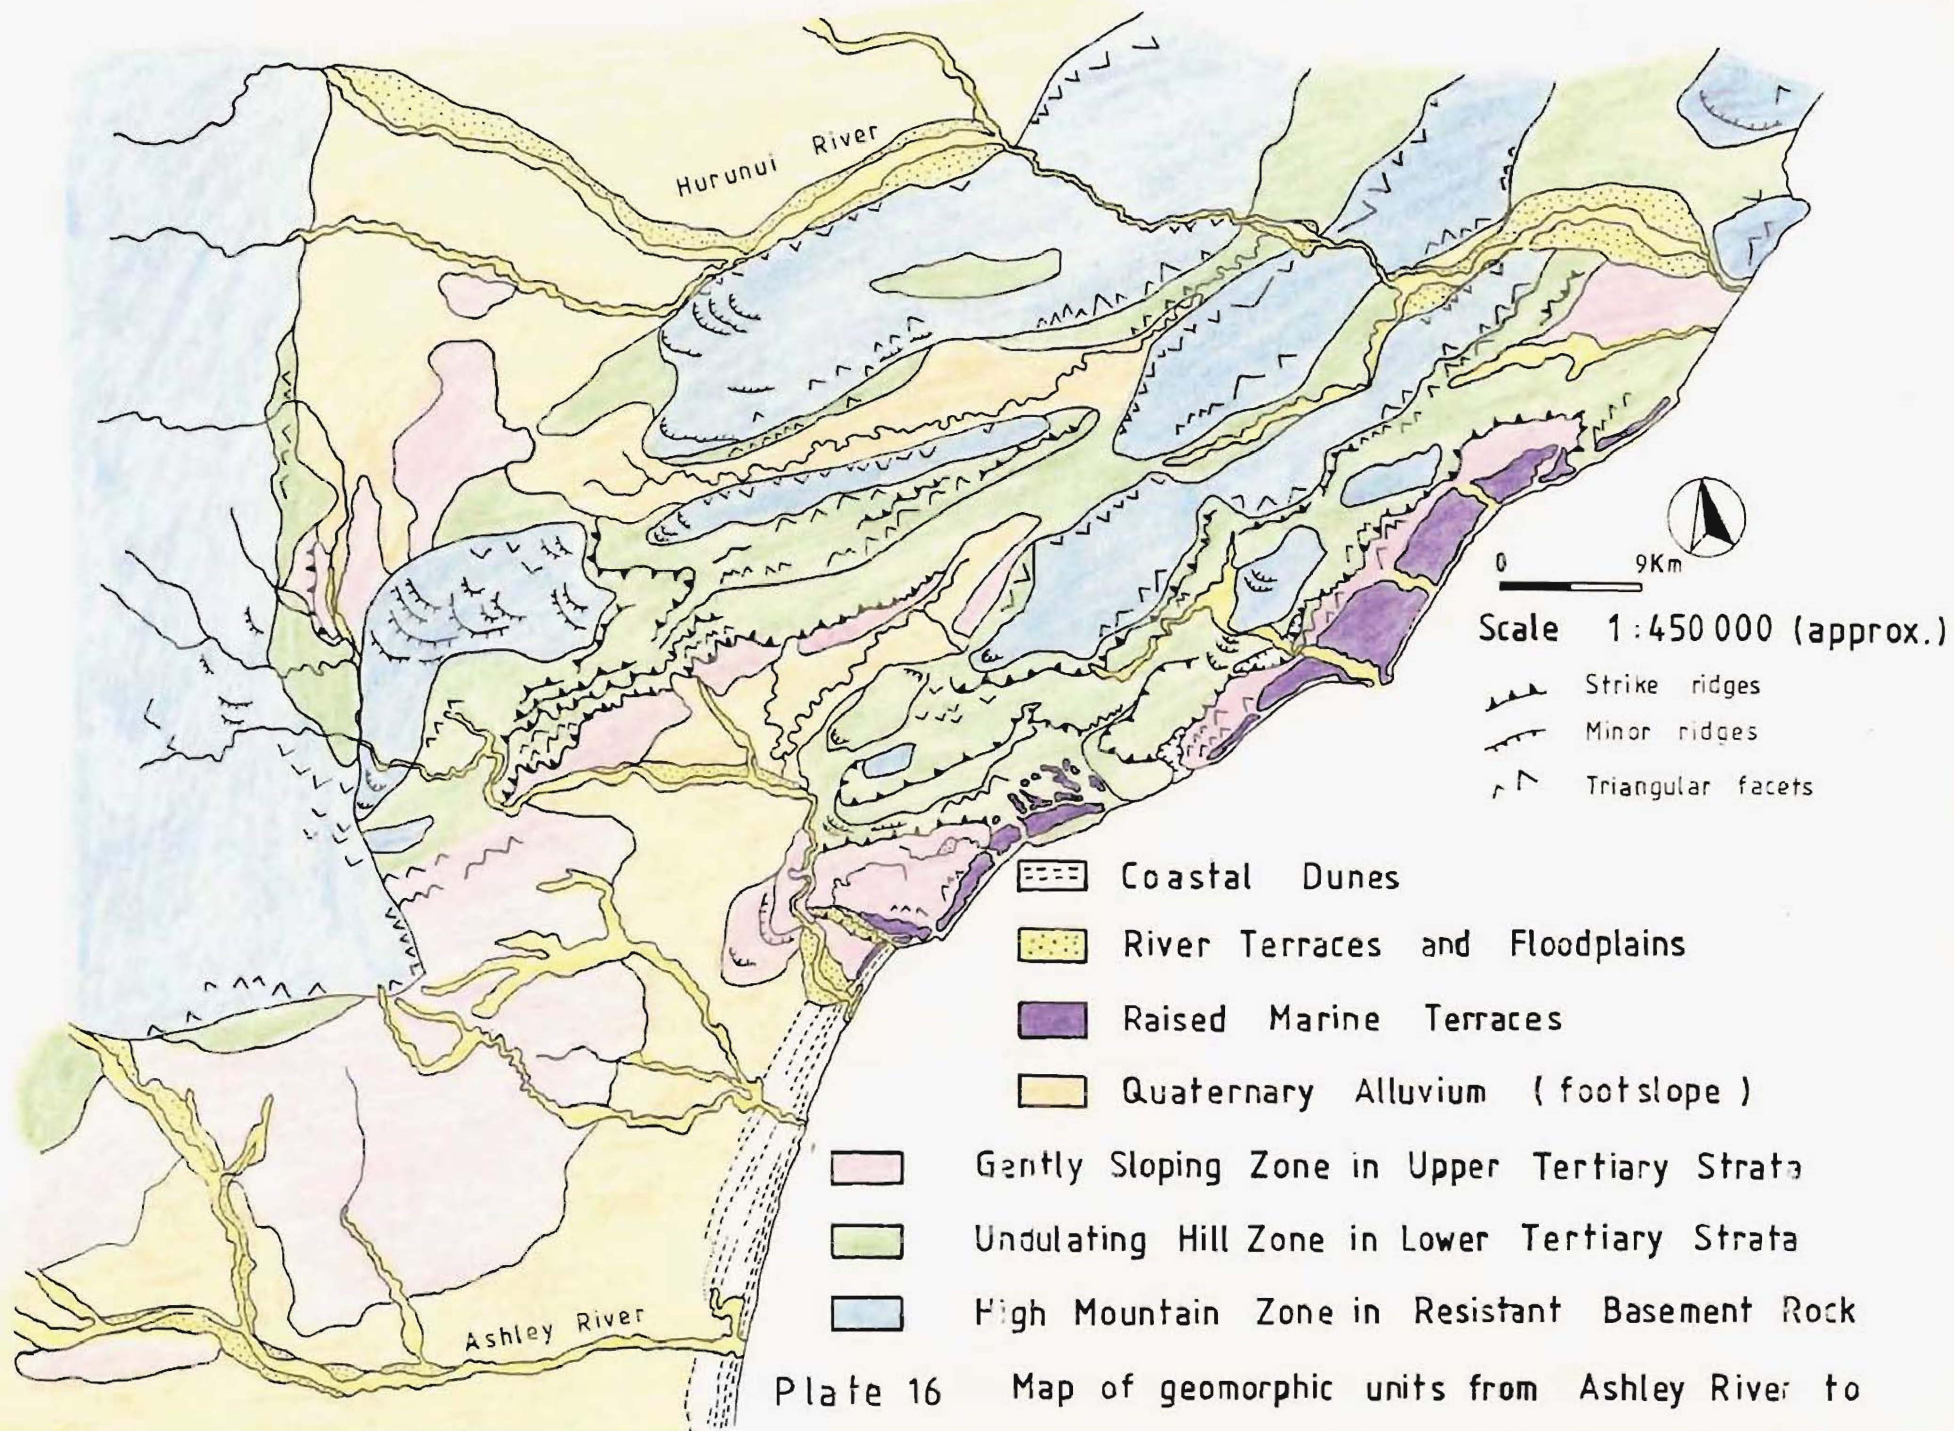 Hurunui River
0 9Km
Scale 1:450 000 (approx.)
Strike ridges
Minor ridges
Triangular facets
Coastal Dunes
River Terraces and Floodplains
Raised Marine Terraces
Quaternary Alluvium (footslope)
Gently Sloping Zone in Upper Tertiary Strata
Undulating Hill Zone in Lower Tertiary Strata
High Mountain Zone in Resistant Basement Rock
Ashley River
Plate 16 Map of geomorphic units from Ashley River to